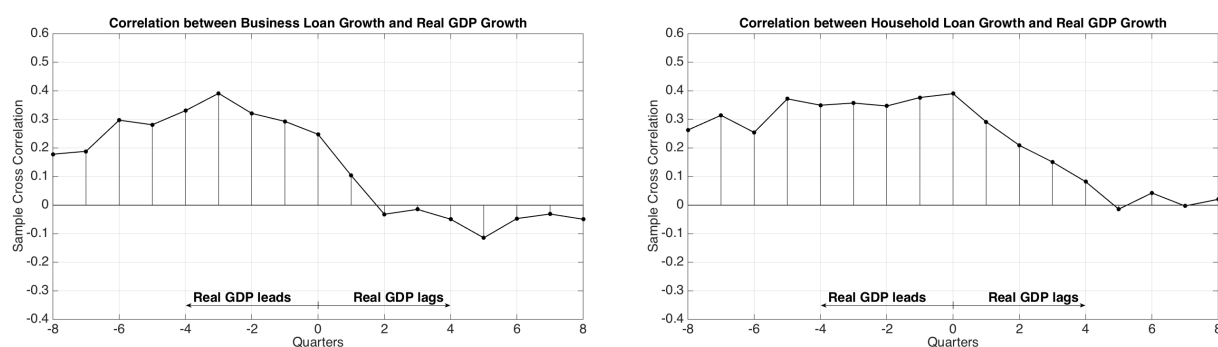 Correlation between Business Loan Growth and Real GDP Growth
0.6
0.5
0.4
0.3
0.2
0.1
0
-0.1
-0.2
-0.3
-0.4
Sample Cross Correlation
Real GDP leads
Real GDP lags
-8 -6 -4 -2 0 2 4 6 8
Quarters
Correlation between Household Loan Growth and Real GDP Growth
0.6
0.5
0.4
0.3
0.2
0.1
0
-0.1
-0.2
-0.3
-0.4
Sample Cross Correlation
Real GDP leads
Real GDP lags
-8 -6 -4 -2 0 2 4 6 8
Quarters